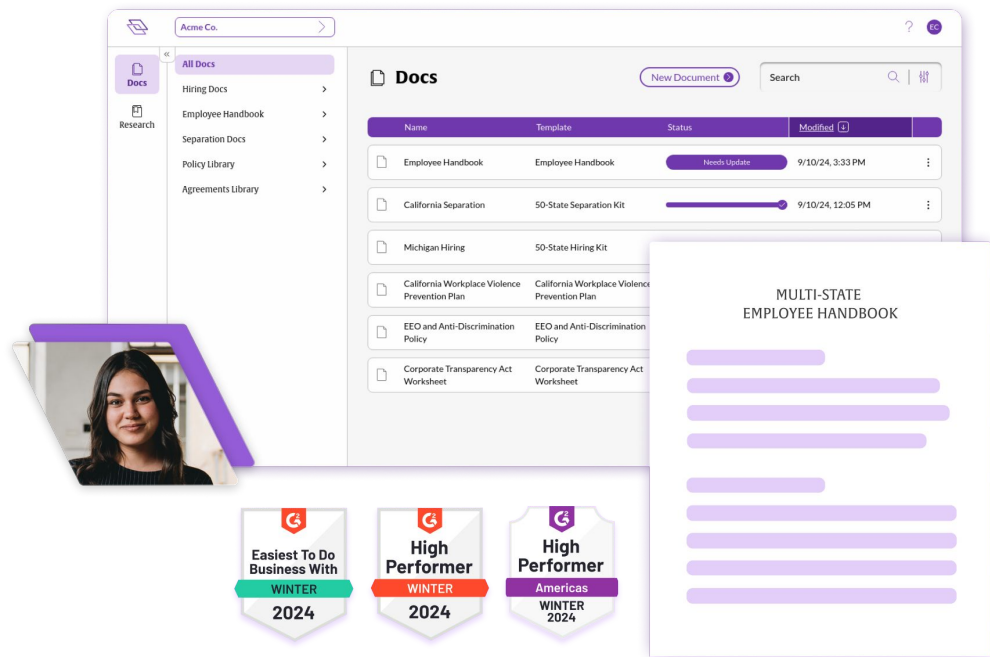 Acme Co.
?
EC
«
Docs
Research
All Docs
Hiring Docs
Employee Handbook
Separation Docs
Policy Library
Agreements Library
Docs
New Document
Search
Name Template Status Modified
Employee Handbook Employee Handbook Needs Update 9/10/24, 3:33 PM
California Separation 50-State Separation Kit 9/10/24, 12:05 PM
Michigan Hiring 50-State Hiring Kit
California Workplace Violence California Workplace Violence
Prevention Plan Prevention Plan
EEO and Anti-Discrimination EEO and Anti-Discrimination
Policy Policy
Corporate Transparency Act Corporate Transparency Act
Worksheet Worksheet
MULTI-STATE
EMPLOYEE HANDBOOK
G2
Easiest To Do
Business With
WINTER
2024
G2
High
Performer
WINTER
2024
G2
High
Performer
Americas
WINTER
2024